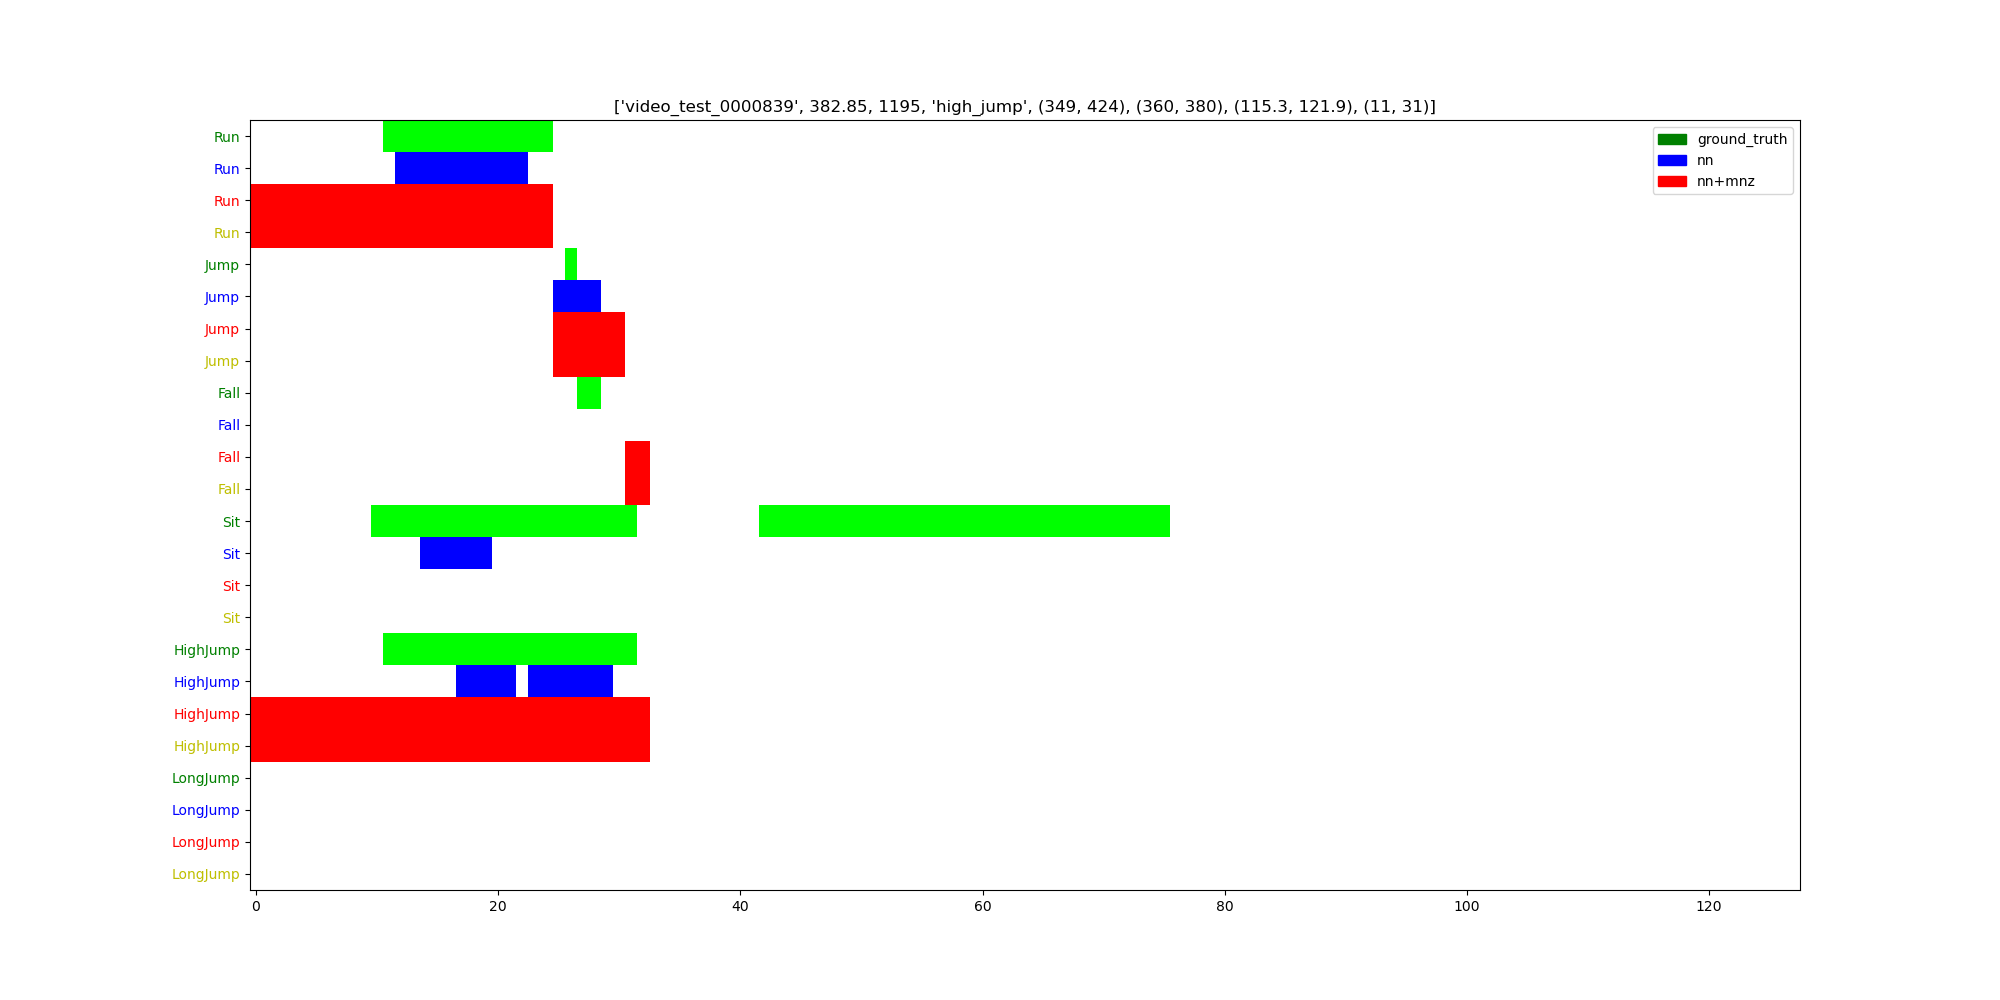 ['video_test_0000839', 382.85, 1195, 'high_jump', (349, 424), (360, 380), (115.3, 121.9), (11, 31)]
ground_truth
nn
nn+mnz
Run
Run
Run
Run
Jump
Jump
Jump
Jump
Fall
Fall
Fall
Fall
Sit
Sit
Sit
Sit
HighJump
HighJump
HighJump
HighJump
LongJump
LongJump
LongJump
LongJump
0 20 40 60 80 100 120